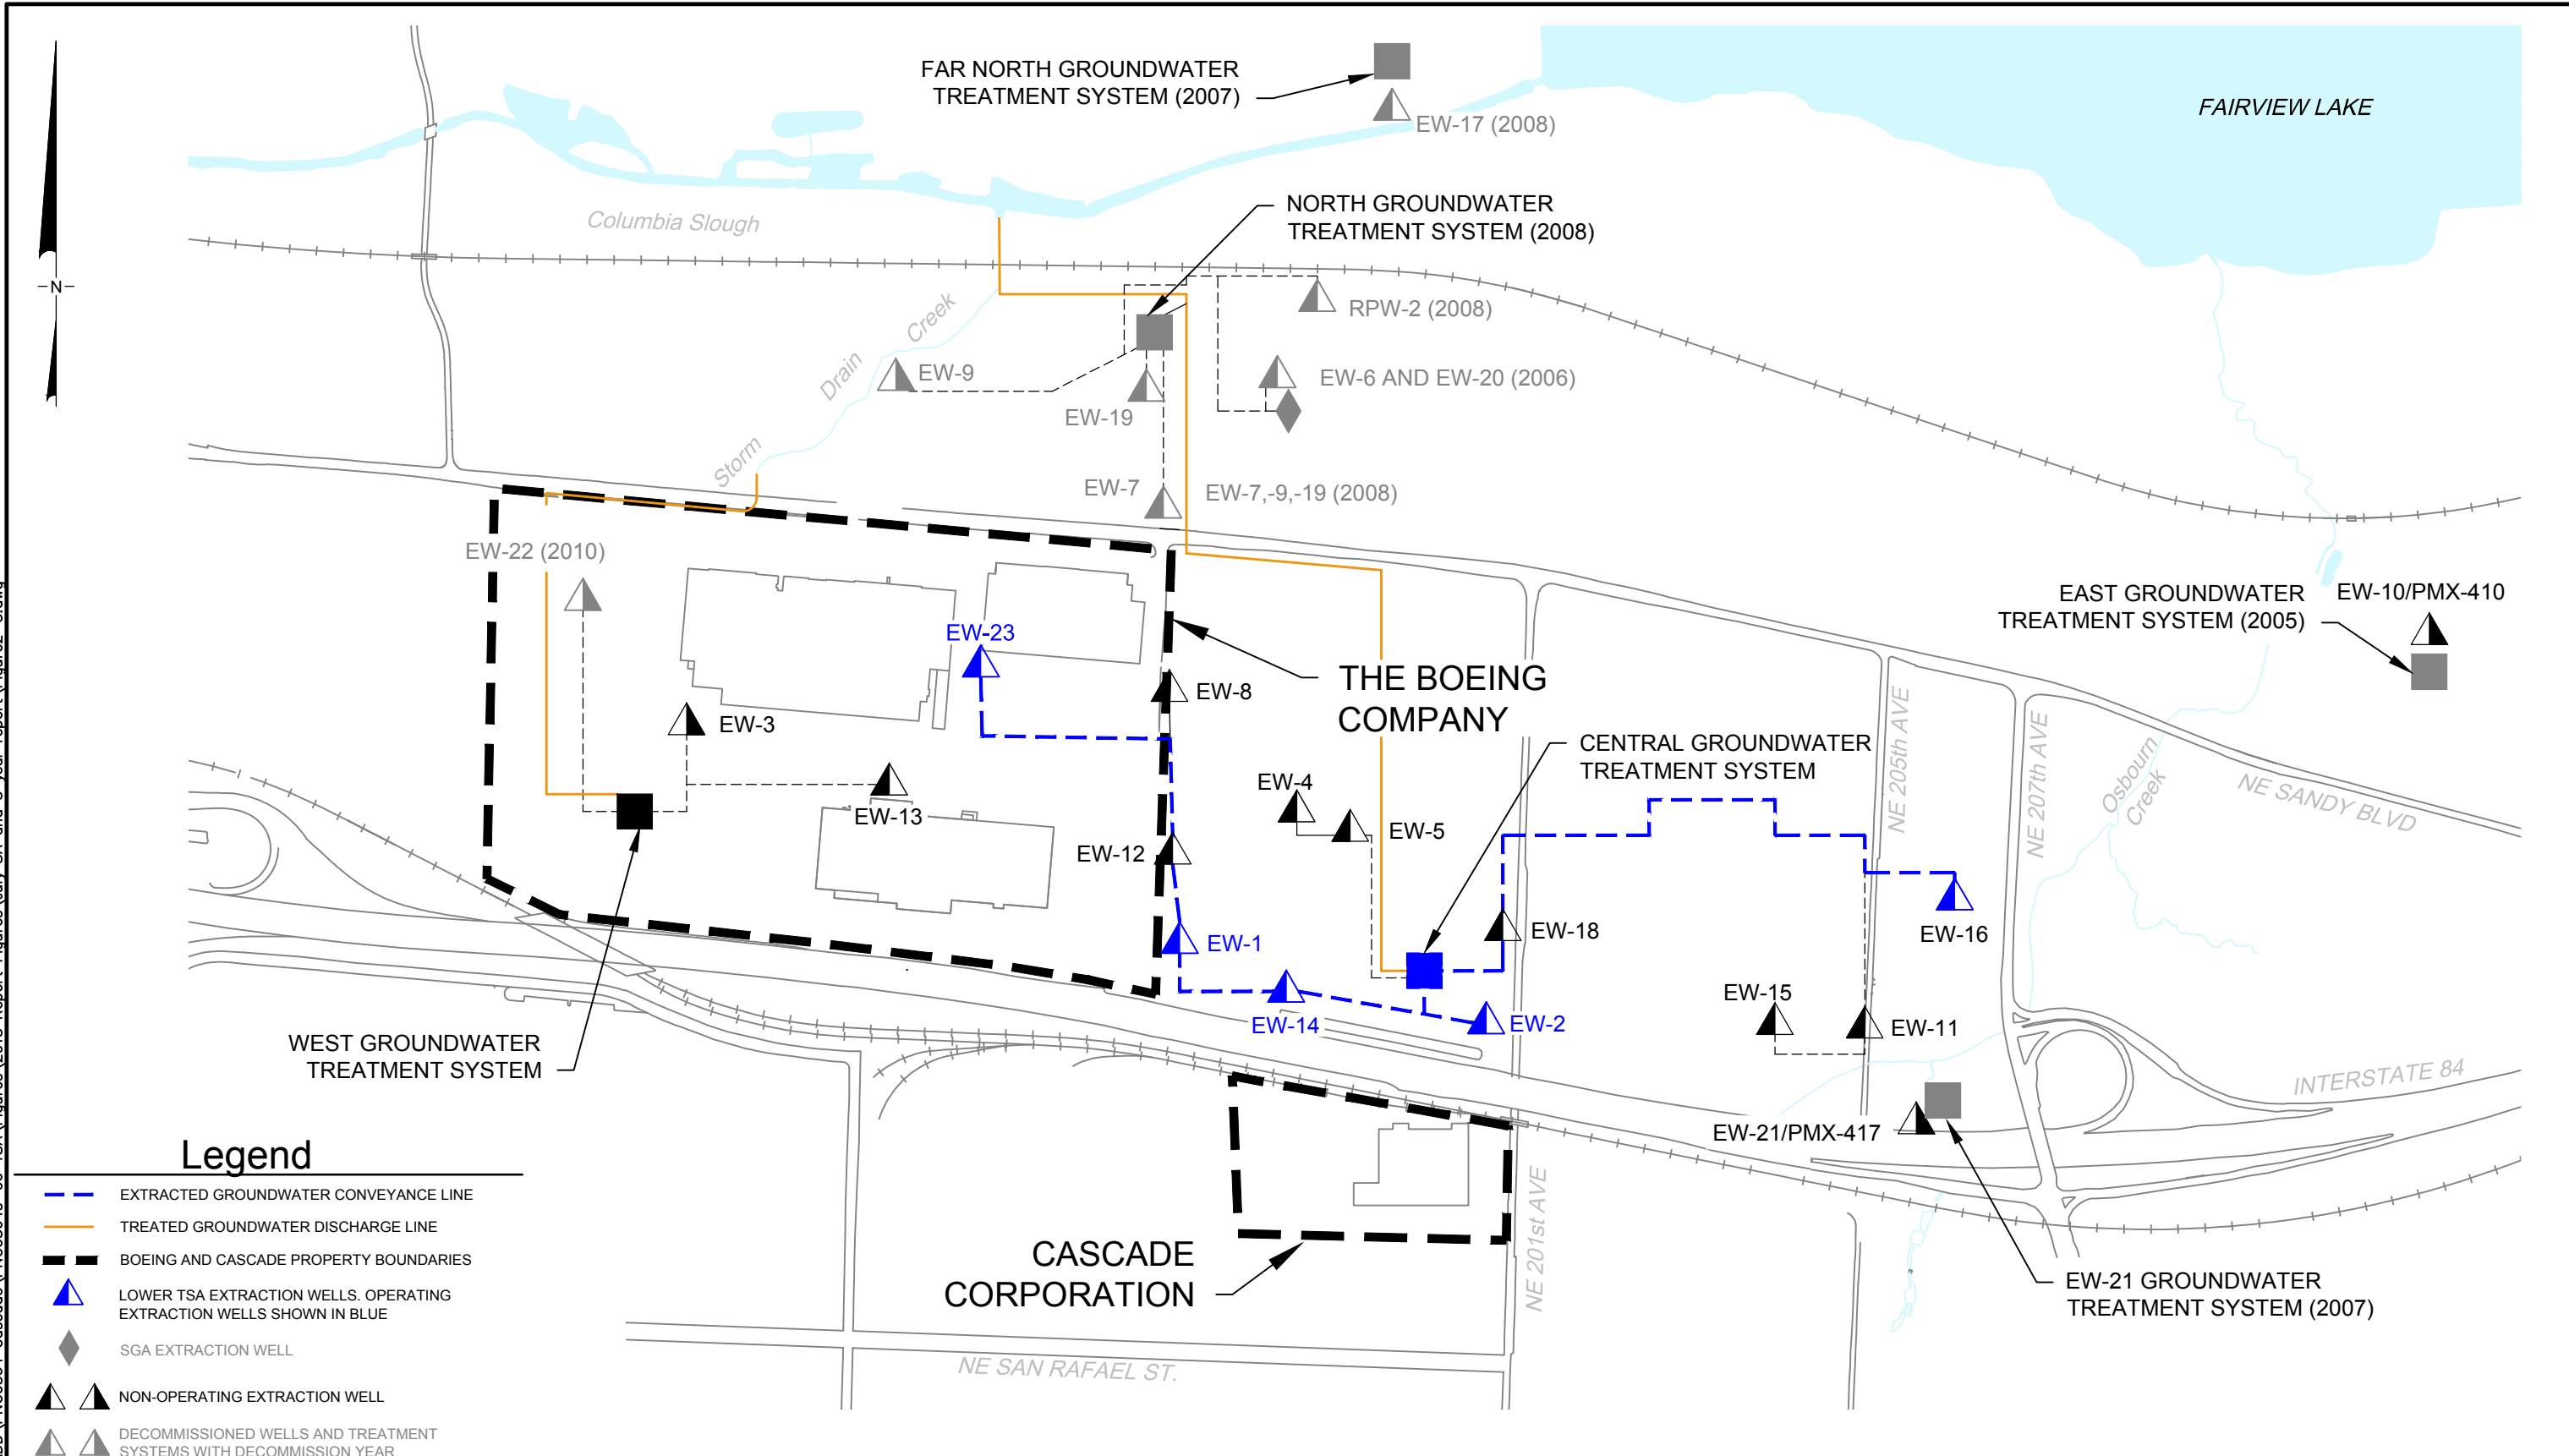 FAR NORTH GROUNDWATER
TREATMENT SYSTEM (2007)
EW-17 (2008)
FAIRVIEW LAKE
NORTH GROUNDWATER
TREATMENT SYSTEM (2008)
Columbia Slough
-N-
RPW-2 (2008)
Storm Drain Creek
EW-9
EW-19
EW-6 AND EW-20 (2006)
EW-7
EW-7,-9,-19 (2008)
EW-22 (2010)
EW-23
EW-8
EW-3
THE BOEING
COMPANY
EAST GROUNDWATER
TREATMENT SYSTEM (2005)
EW-10/PMX-410
CENTRAL GROUNDWATER
TREATMENT SYSTEM
NE 205th AVE
NE 207th AVE
Osbourn
Creek
NE SANDY BLVD
EW-4
EW-5
EW-13
EW-12
EW-1
EW-18
EW-16
EW-14
EW-2
EW-15
EW-11
WEST GROUNDWATER
TREATMENT SYSTEM
INTERSTATE 84
EW-21/PMX-417
NE 201st AVE
CASCADE
CORPORATION
EW-21 GROUNDWATER
TREATMENT SYSTEM (2007)
NE SAN RAFAEL ST.
Legend
EXTRACTED GROUNDWATER CONVEYANCE LINE
TREATED GROUNDWATER DISCHARGE LINE
BOEING AND CASCADE PROPERTY BOUNDARIES
LOWER TSA EXTRACTION WELLS. OPERATING
EXTRACTION WELLS SHOWN IN BLUE
SGA EXTRACTION WELL
NON-OPERATING EXTRACTION WELL
DECOMMISSIONED WELLS AND TREATMENT
SYSTEMS WITH DECOMMISSION YEAR